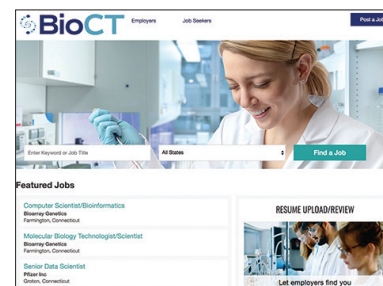 BioCT
Employers
Job Seekers
Post a Job
Enter Keyword or Job Title
All States
Find a Job
Featured Jobs
Computer Scientist/Bioinformatics
Bioarray Genetics
Farmington, Connecticut
Molecular Biology Technologist/Scientist
Bioarray Genetics
Farmington, Connecticut
Senior Data Scientist
Pfizer Inc
Groton, Connecticut
RESUME UPLOAD/REVIEW
Let employers find you